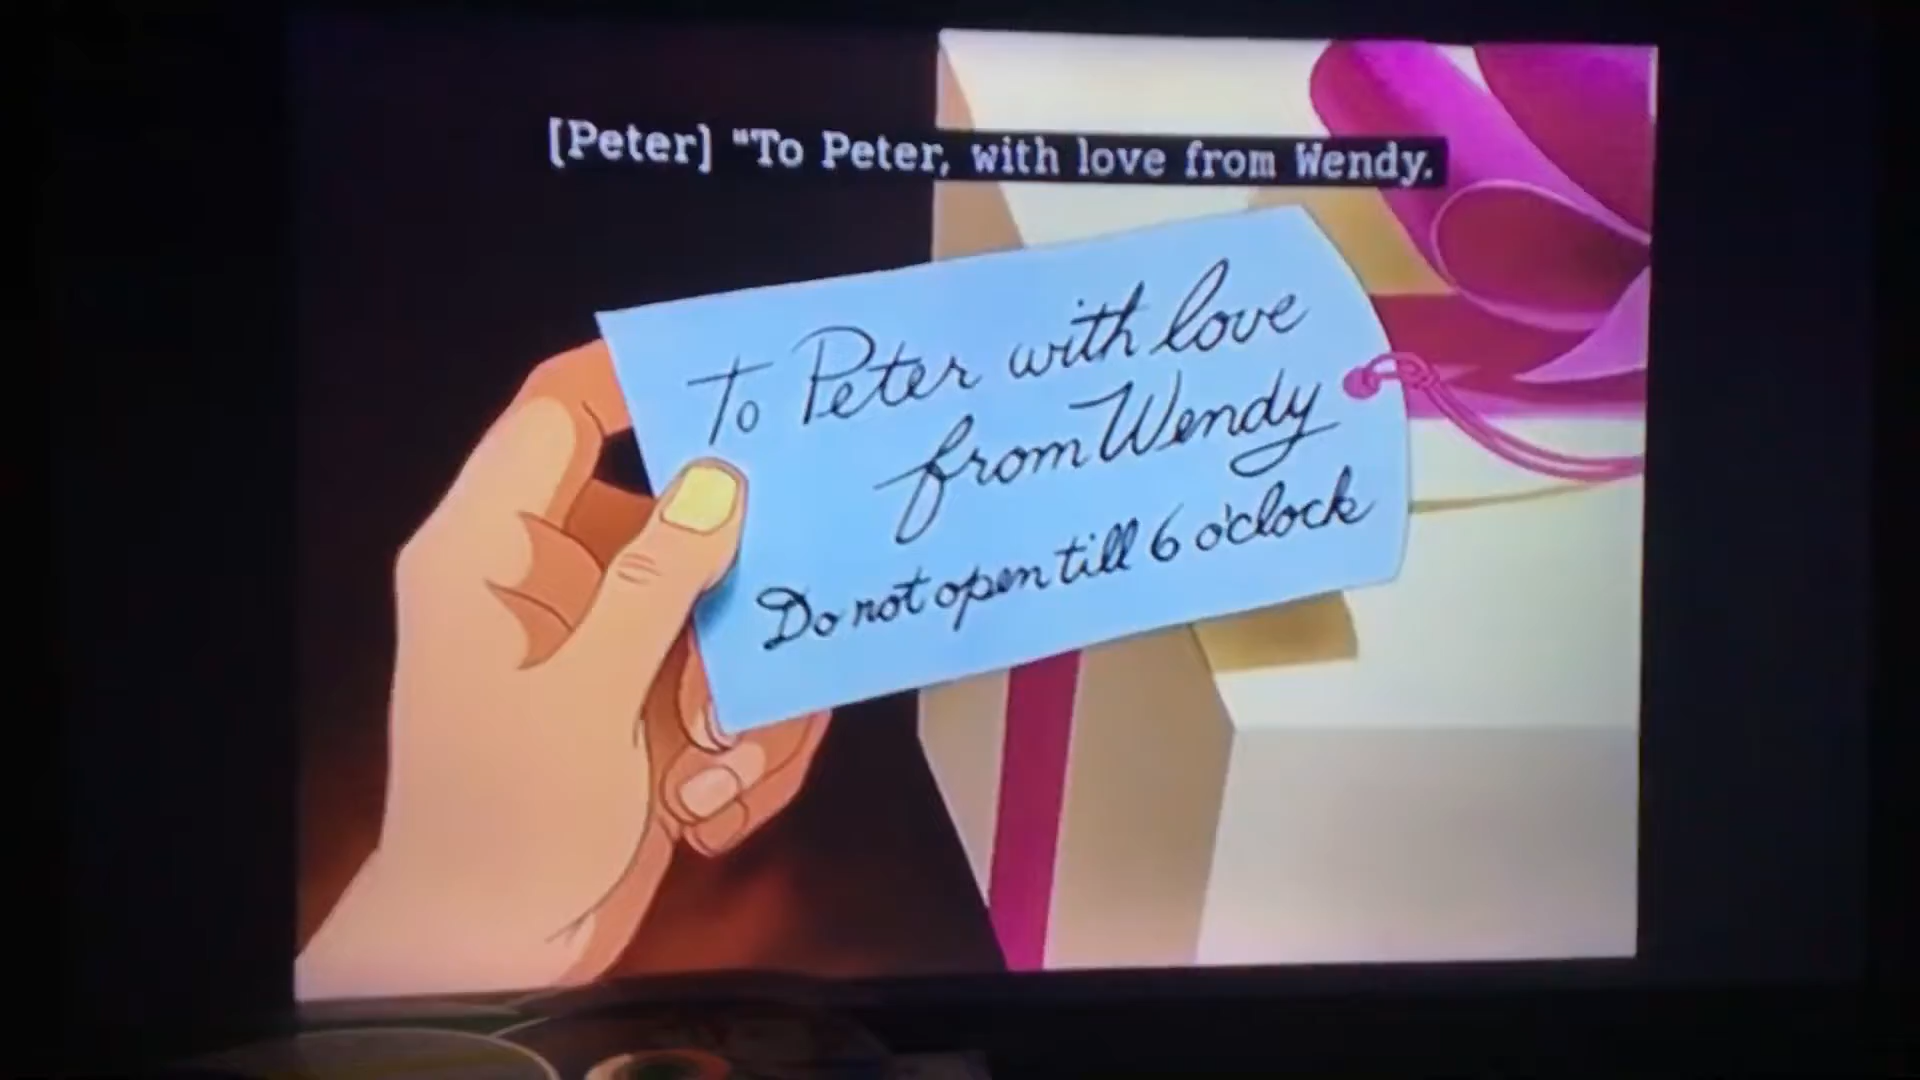 [Peter] "To Peter, with love from Wendy.
To Peter with love
from Wendy
Do not open till 6 o'clock